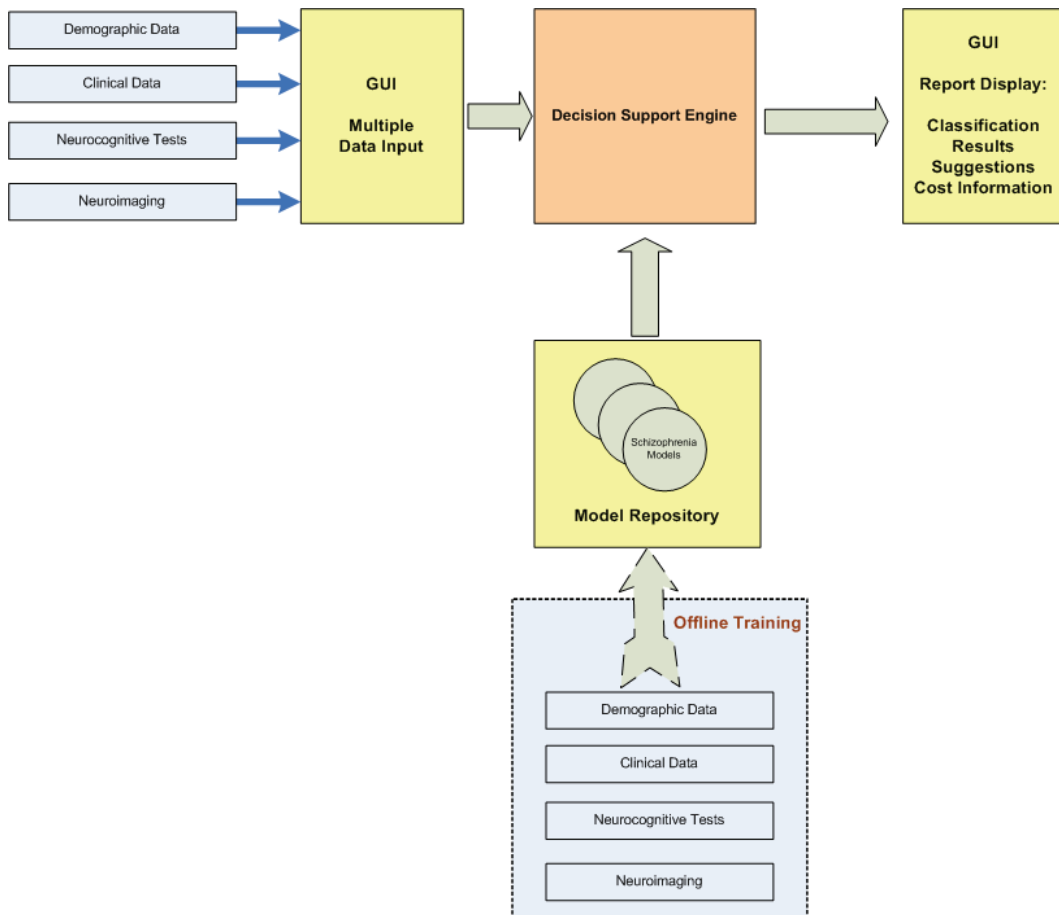 Demographic Data
Clinical Data
Neurocognitive Tests
Neuroimaging
GUI
Multiple
Data Input
Decision Support Engine
GUI
Report Display:
Classification
Results
Suggestions
Cost Information
Schizophrenia
Models
Model Repository
Offline Training
Demographic Data
Clinical Data
Neurocognitive Tests
Neuroimaging